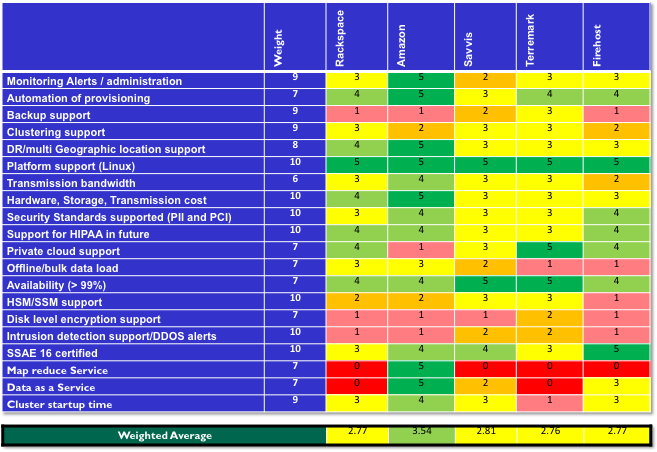 Weight Rackspace Amazon Savvis Terremark Firehost
Monitoring Alerts / administration 9 3 5 2 3 3
Automation of provisioning 7 4 5 3 4 4
Backup support 9 1 1 2 3 1
Clustering support 9 3 2 3 3 2
DR/multi Geographic location support 8 4 5 3 3 3
Platform support (Linux) 10 5 5 5 5 5
Transmission bandwidth 6 3 4 3 3 2
Hardware, Storage, Transmission cost 10 4 5 3 3 3
Security Standards supported (PII and PCI) 10 3 4 3 3 4
Support for HIPAA in future 10 4 4 3 3 4
Private cloud support 7 4 1 3 5 4
Offline/bulk data load 7 3 3 2 1 1
Availability (> 99%) 7 4 4 5 5 4
HSM/SSM support 10 2 2 3 3 1
Disk level encryption support 7 1 1 1 2 1
Intrusion detection support/DDOS alerts 10 1 1 2 2 1
SSAE 16 certified 10 3 4 4 3 5
Map reduce Service 7 0 5 0 0 0
Data as a Service 7 0 5 2 0 3
Cluster startup time 9 3 4 3 1 3
Weighted Average 2.77 3.54 2.81 2.76 2.77